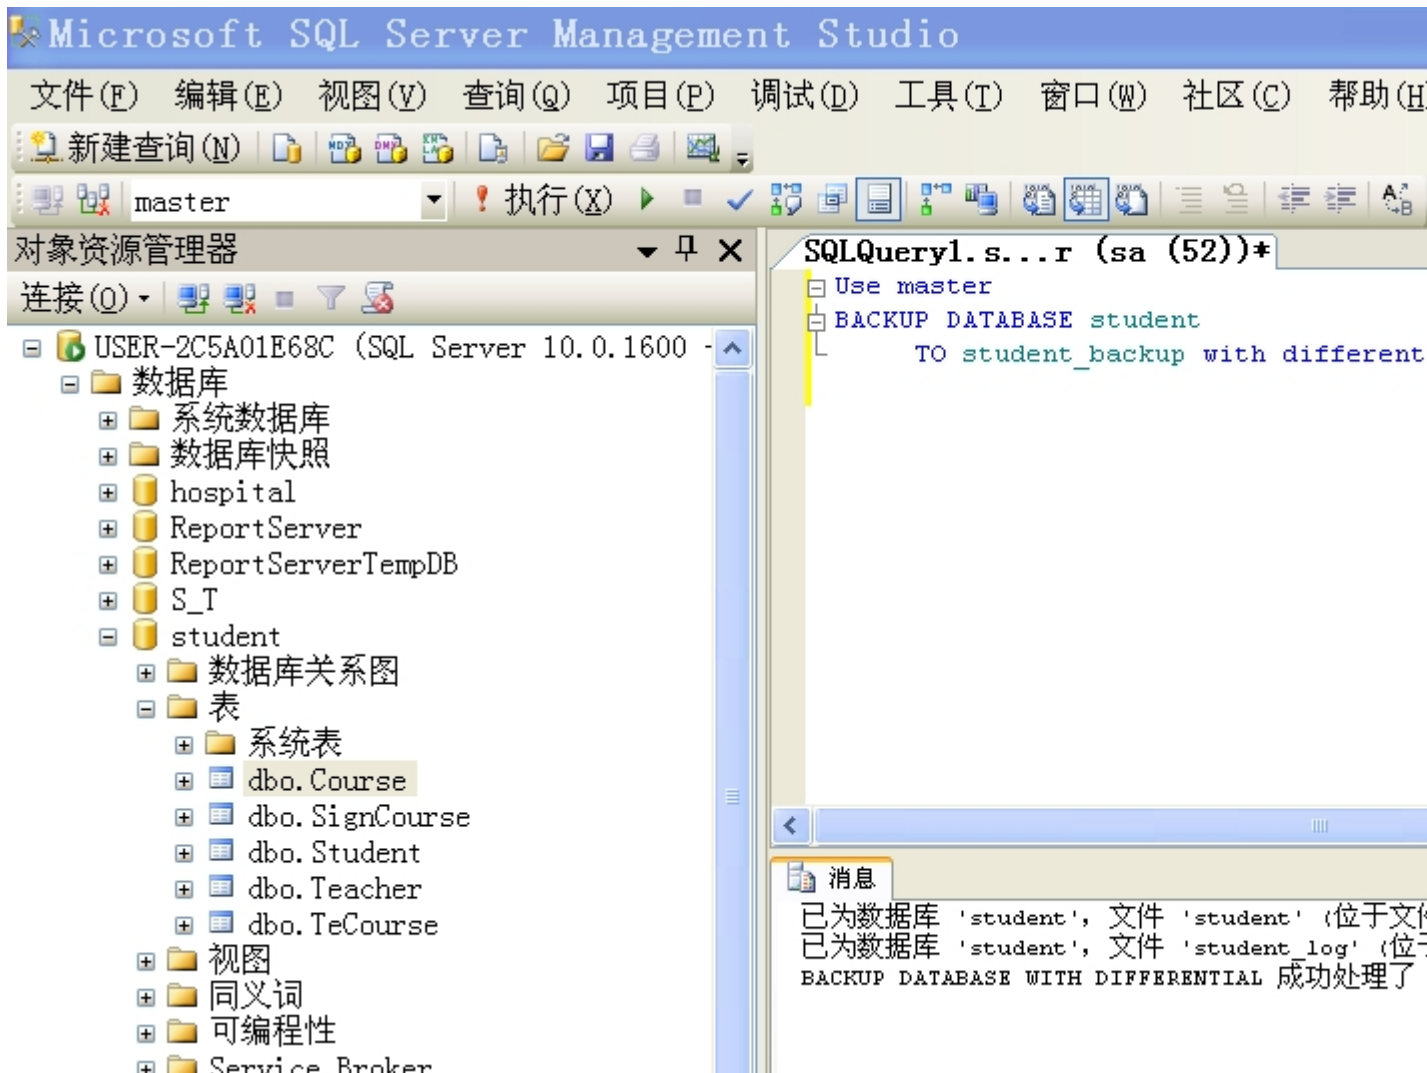 Microsoft SQL Server Management Studio
文件(F) 编辑(E) 视图(V) 查询(Q) 项目(P) 调试(D) 工具(T) 窗口(W) 社区(C) 帮助(H
新建查询(N)
master 执行(X)
对象资源管理器
连接(O)
USER-2C5A01E68C (SQL Server 10.0.1600 -
数据库
系统数据库
数据库快照
hospital
ReportServer
ReportServerTempDB
S_T
student
数据库关系图
表
系统表
dbo.Course
dbo.SignCourse
dbo.Student
dbo.Teacher
dbo.TeCourse
视图
同义词
可编程性
Service Broker
SQLQuery1.s...r (sa (52))*
Use master
BACKUP DATABASE student
TO student_backup with different
消息
已为数据库 'student'，文件 'student' (位于文件
已为数据库 'student'，文件 'student_log' (位于
BACKUP DATABASE WITH DIFFERENTIAL 成功处理了